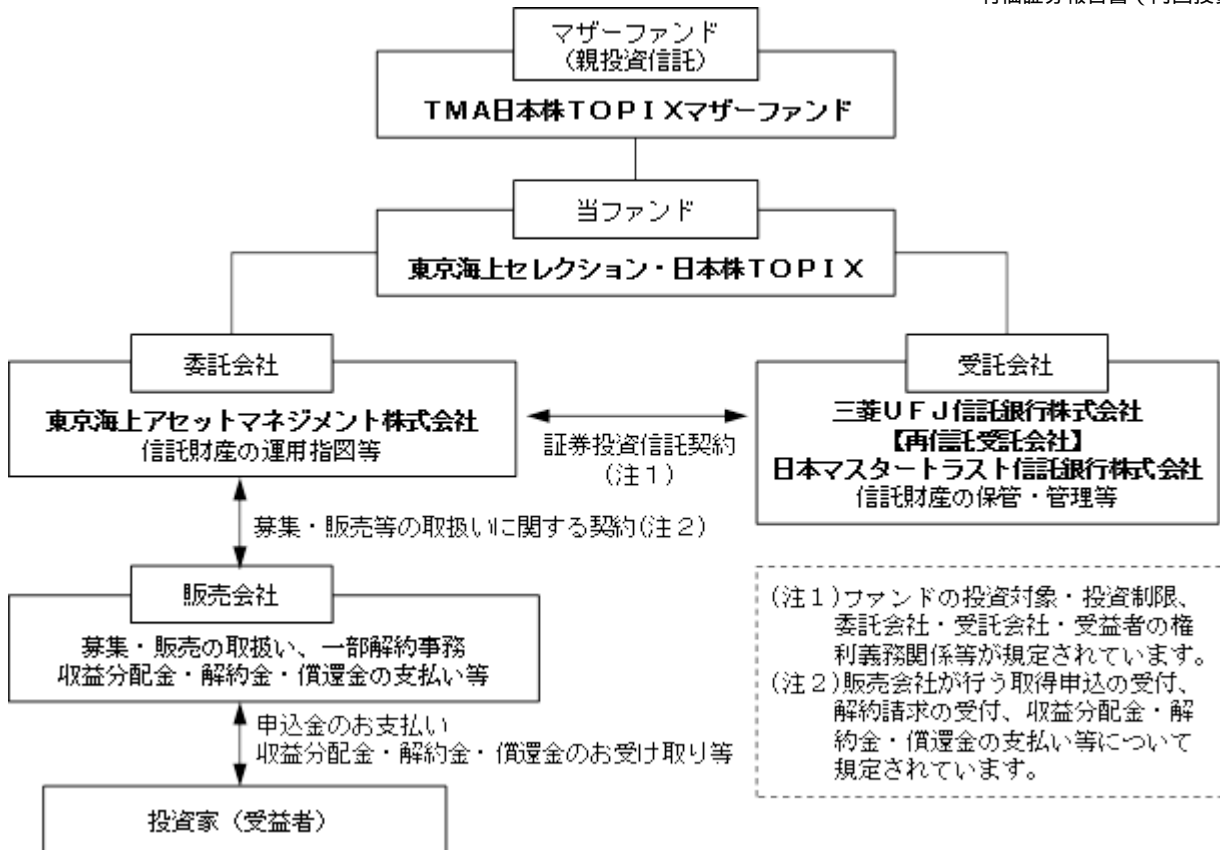 マザーファンド
(親投資信託)
TMA日本株TOPIXマザーファンド
当ファンド
東京海上セレクション・日本株TOPIX
委託会社
東京海上アセットマネジメント株式会社
信託財産の運用指図等
証券投資信託契約
(注1)
受託会社
三菱UFJ信託銀行株式会社
【再信託受託会社】
日本マスタートラスト信託銀行株式会社
信託財産の保管・管理等
募集・販売等の取扱いに関する契約(注2)
販売会社
募集・販売の取扱い、一部解約事務
収益分配金・解約金・償還金の支払い等
申込金のお支払い
収益分配金・解約金・償還金のお受け取り等
投資家(受益者)
(注1)ファンドの投資対象・投資制限、
委託会社・受託会社・受益者の権
利義務関係等が規定されています。
(注2)販売会社が行う取得申込の受付、
解約請求の受付、収益分配金・解
約金・償還金の支払い等について
規定されています。